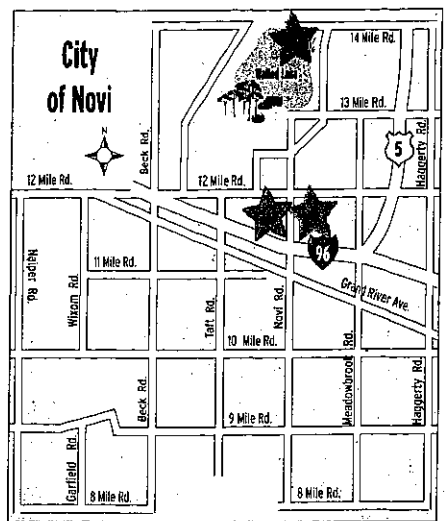 City
of Novi
N
14 Mile Rd.
Walled Lake
13 Mile Rd.
Beck Rd.
5
Haggerty Rd.
12 Mile Rd.
12 Mile Rd.
96
11 Mile Rd.
Grand River Ave.
Napier Rd.
Wixom Rd.
Taft Rd.
Novi Rd.
10 Mile Rd.
Meadowbrook Rd.
Haggerty Rd.
Beck Rd.
9 Mile Rd.
Garfield Rd.
8 Mile Rd.
8 Mile Rd.